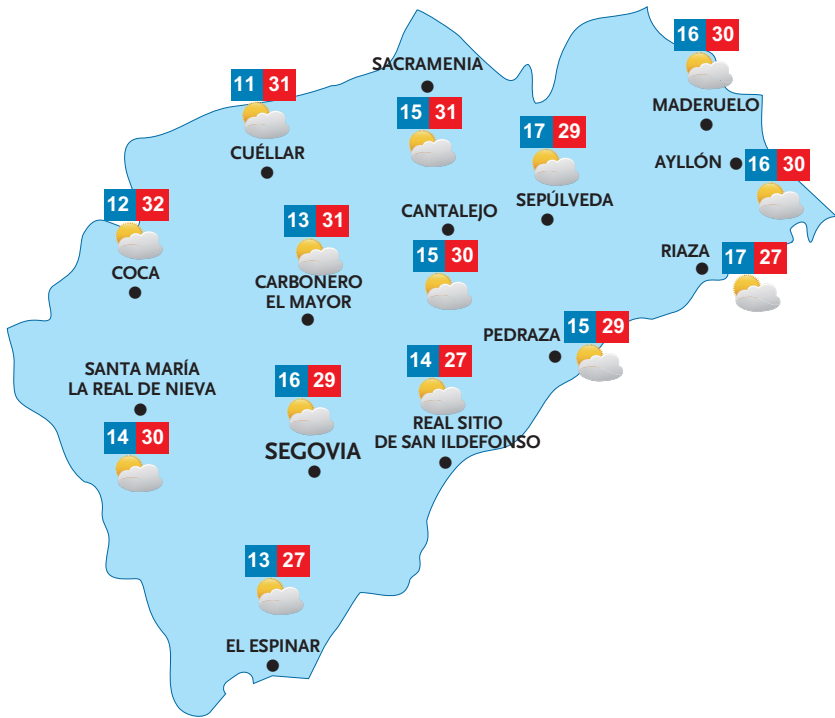 16 30
MADERUELO
SACRAMENIA
15 31
11 31
CUÉLLAR
17 29
SEPÚLVEDA
AYLLÓN
16 30
12 32
COCA
13 31
CARBONERO
EL MAYOR
CANTALEJO
15 30
RIAZA
17 27
PEDRAZA
15 29
SANTA MARÍA
LA REAL DE NIEVA
14 30
16 29
SEGOVIA
14 27
REAL SITIO
DE SAN ILDEFONSO
13 27
EL ESPINAR